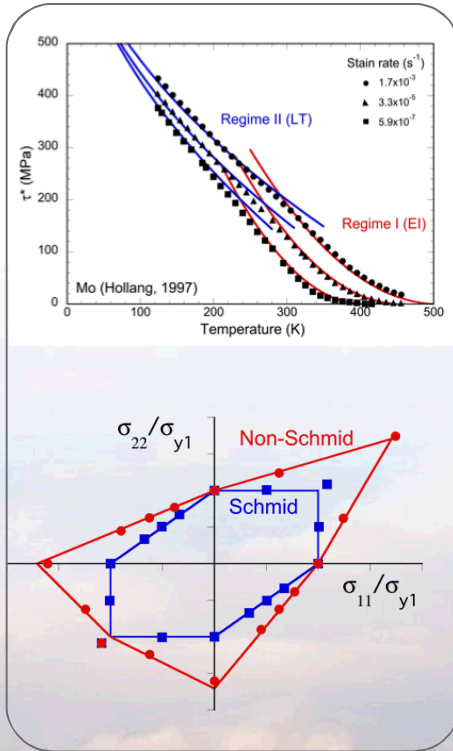 500
400
300
200
100
0
τ* (MPa)
Stain rate (s⁻¹)
1.7x10⁻³
3.3x10⁻⁵
5.9x10⁻⁷
Regime II (LT)
Regime I (EI)
Mo (Hollang, 1997)
0 100 200 300 400 500
Temperature (K)
σ₂₂/σy1
Non-Schmid
Schmid
σ₁₁/σy1